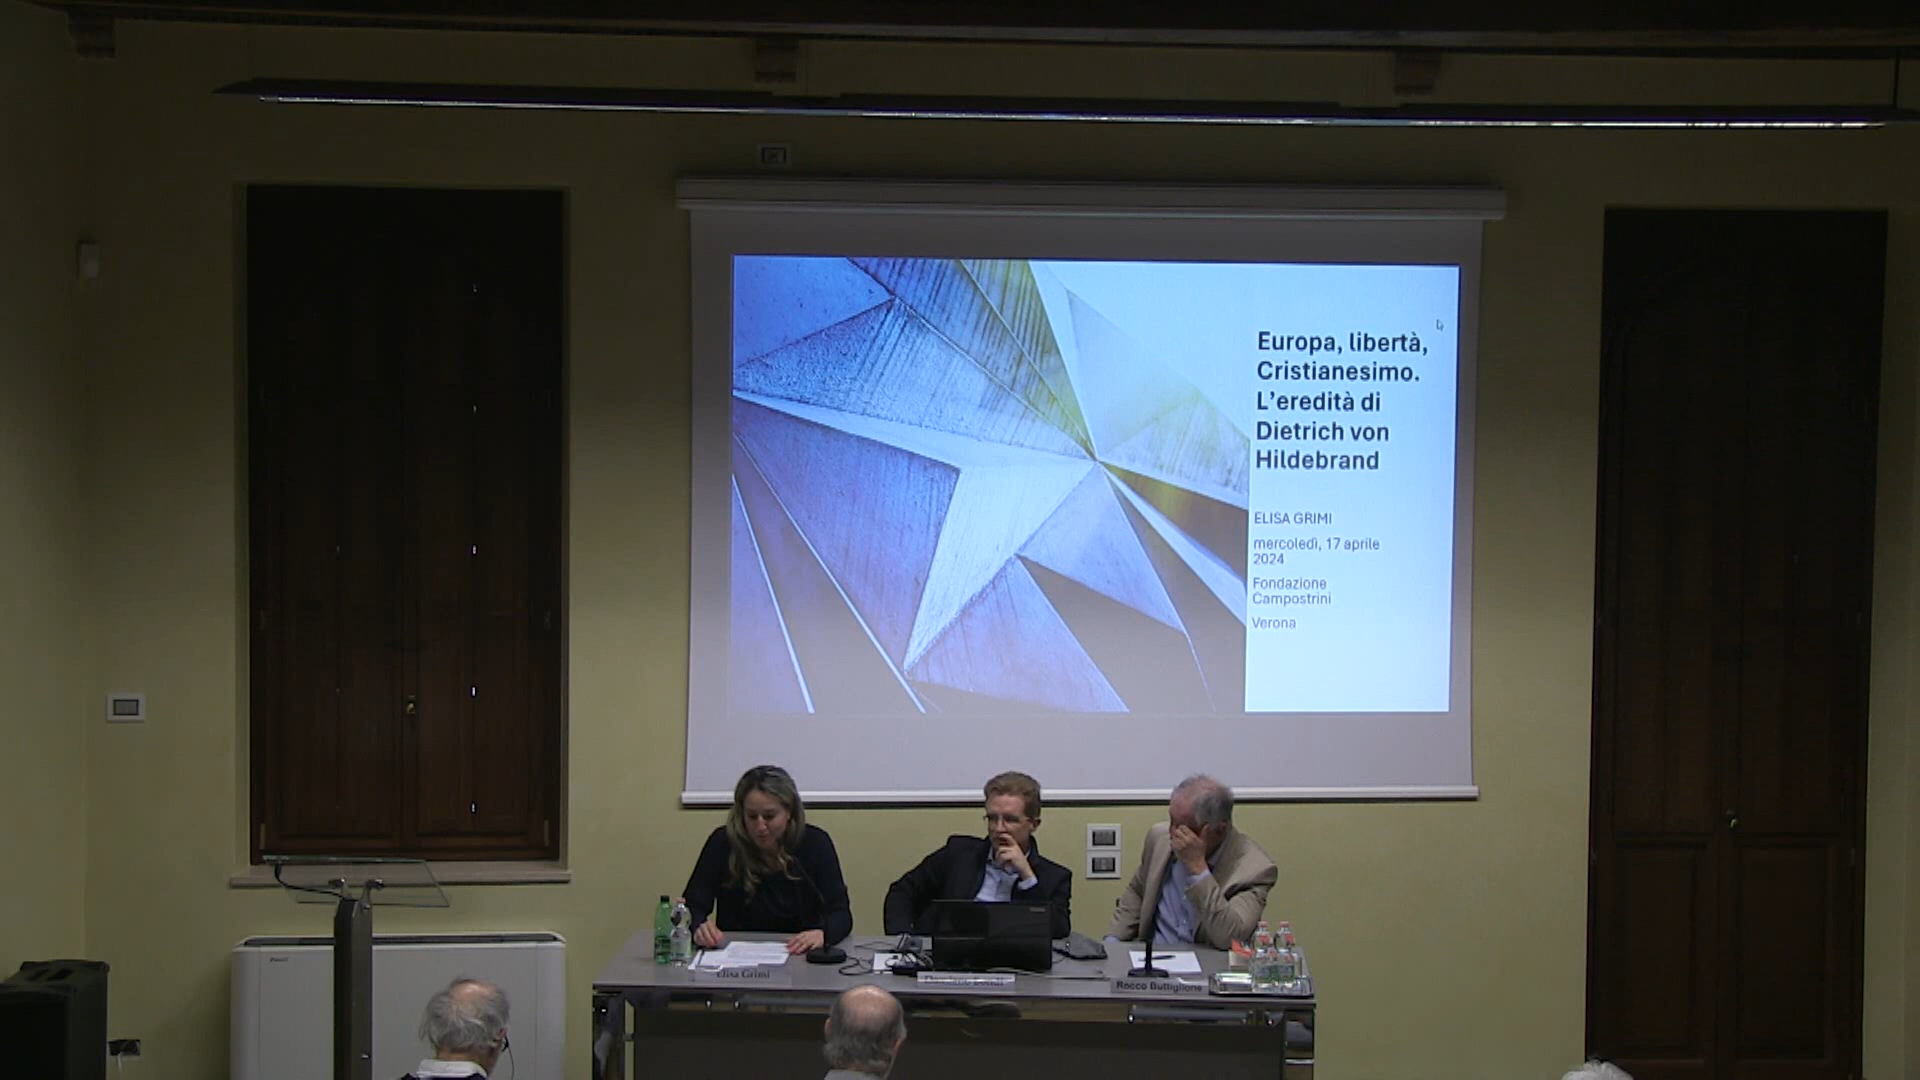 Europa, libertà,
Cristianesimo.
L’eredità di
Dietrich von
Hildebrand
ELISA GRIMI
mercoledì, 17 aprile
2024
Fondazione
Campostrini
Verona
Elisa Grimi
Rocco Buttiglione